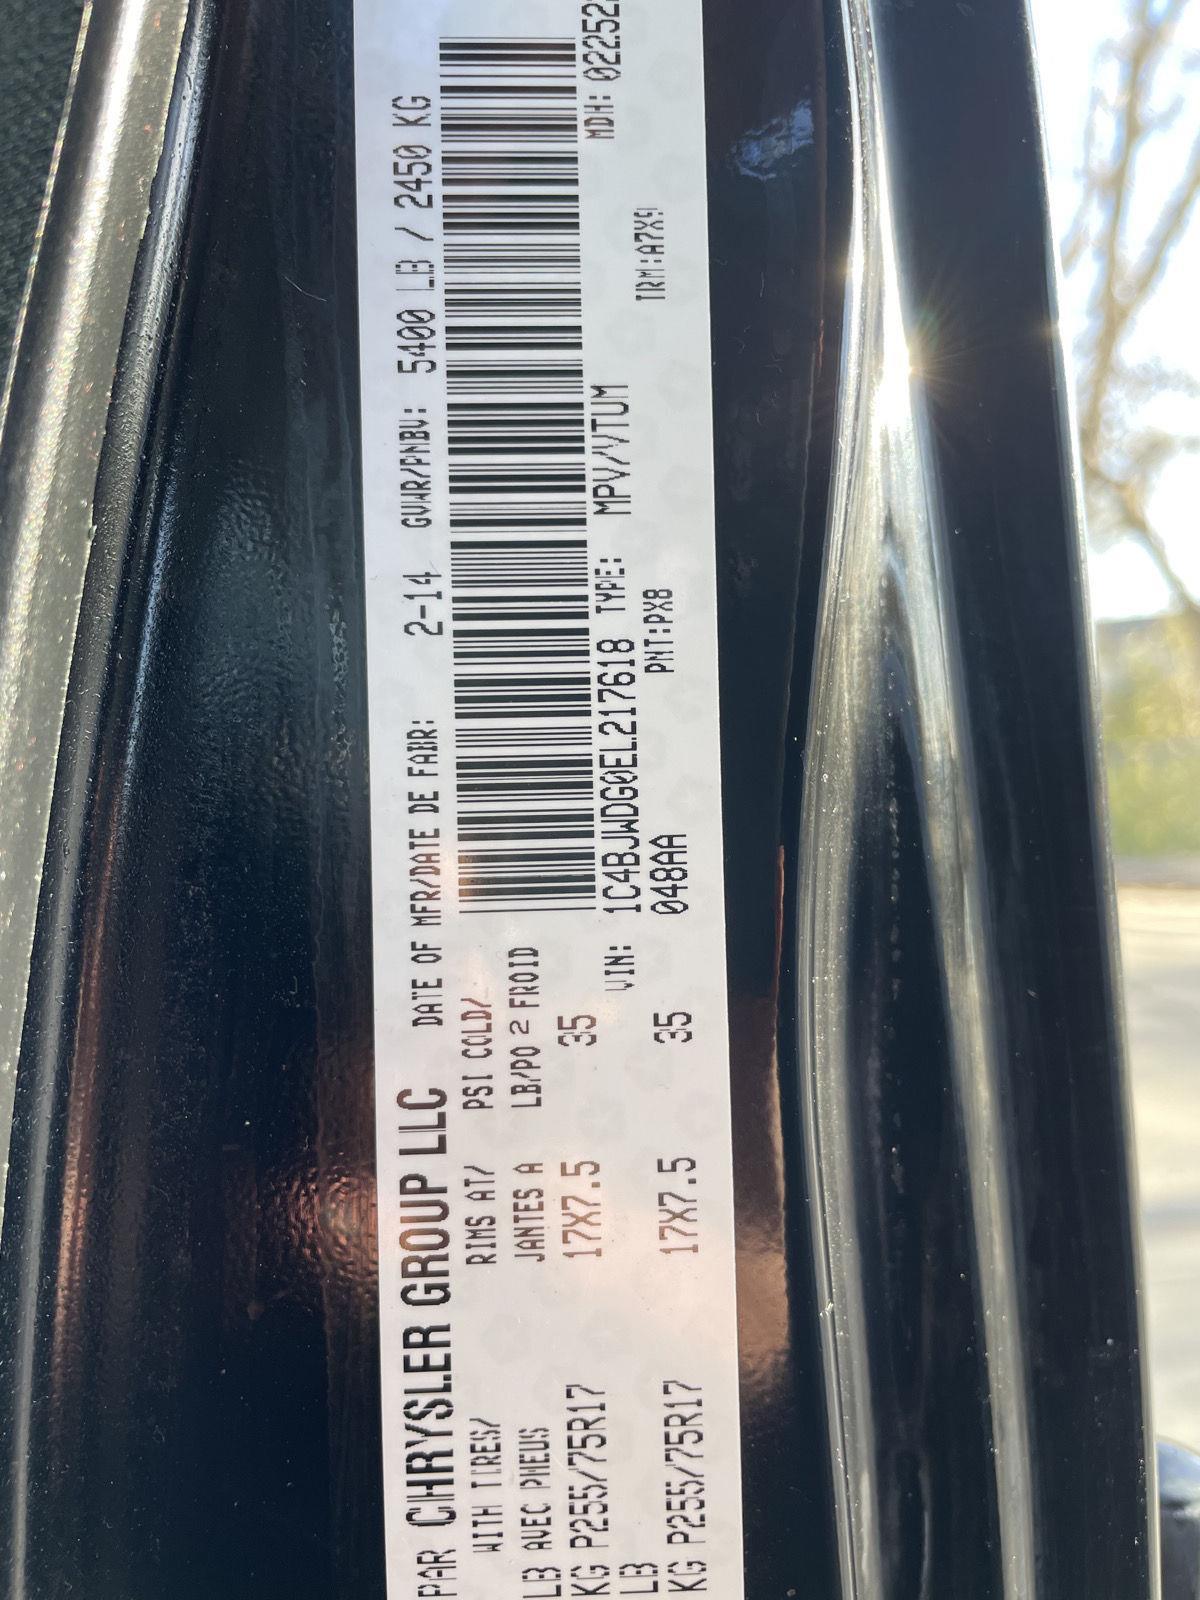 PAR CHRYSLER GROUP LLC DATE OF MFR/DATE DE FABR: 2-14 GVWR/PNBV: 5400 LB / 2450 KG
WITH TIRES/ RIMS AT/ PSI COLD/
LB AVEC PNEUS JANTES A LB/PO 2 FROID
KG P255/75R17 17X7.5 35
VIN: 1C4BJWDG0EL217618 TYPE: MPV/VTUM MDH: 02252
LB 048AA PNT:PX8 TRM:A7X9
KG P255/75R17 17X7.5 35